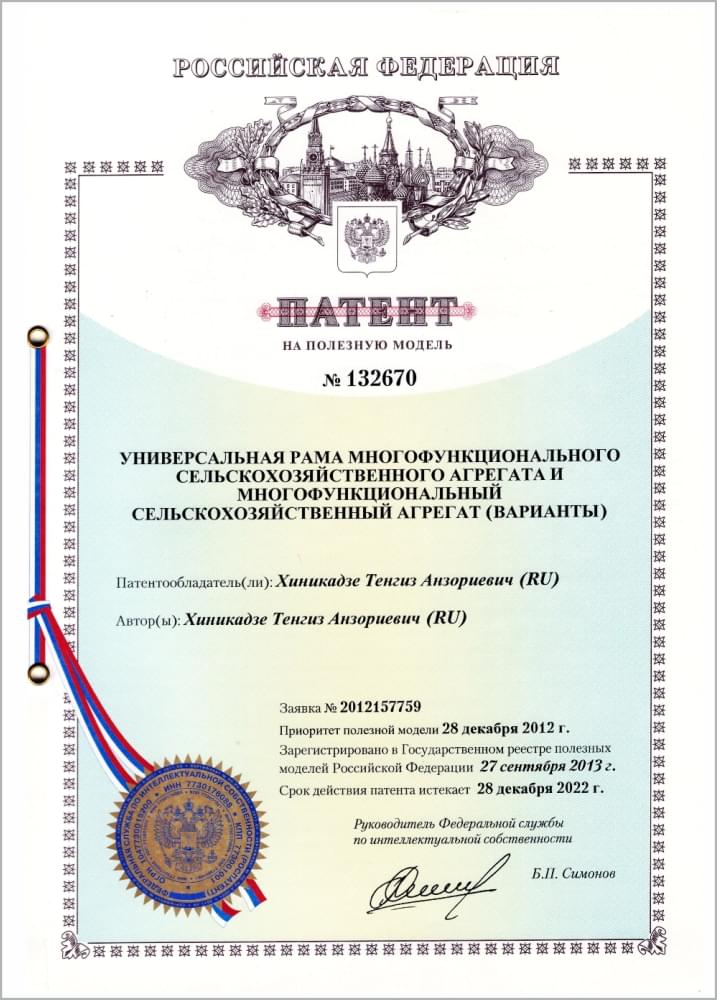 РОССИЙСКАЯ ФЕДЕРАЦИЯ
ПАТЕНТ
НА ПОЛЕЗНУЮ МОДЕЛЬ
№ 132670
УНИВЕРСАЛЬНАЯ РАМА МНОГОФУНКЦИОНАЛЬНОГО
СЕЛЬСКОХОЗЯЙСТВЕННОГО АГРЕГАТА И
МНОГОФУНКЦИОНАЛЬНЫЙ
СЕЛЬСКОХОЗЯЙСТВЕННЫЙ АГРЕГАТ (ВАРИАНТЫ)
Патентообладатель(ли): Хиникадзе Тенгиз Анзориевич (RU)
Автор(ы): Хиникадзе Тенгиз Анзориевич (RU)
Заявка № 2012157759
Приоритет полезной модели 28 декабря 2012 г.
Зарегистрировано в Государственном реестре полезных
моделей Российской Федерации 27 сентября 2013 г.
Срок действия патента истекает 28 декабря 2022 г.
Руководитель Федеральной службы
по интеллектуальной собственности
Б.П. Симонов
ФЕДЕРАЛЬНАЯ СЛУЖБА ПО ИНТЕЛЛЕКТУАЛЬНОЙ СОБСТВЕННОСТИ (РОСПАТЕНТ)
ИНН 7730176088